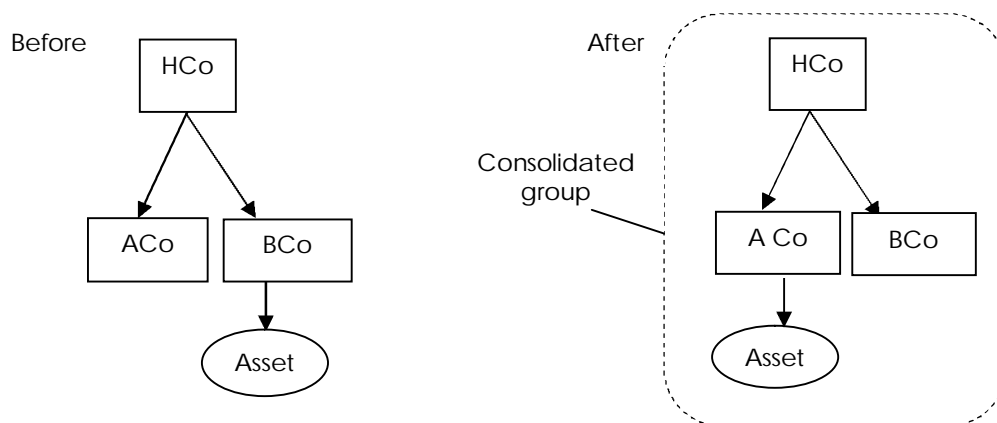 Before
HCo
ACo
BCo
Asset
After
HCo
Consolidated
group
A Co
BCo
Asset